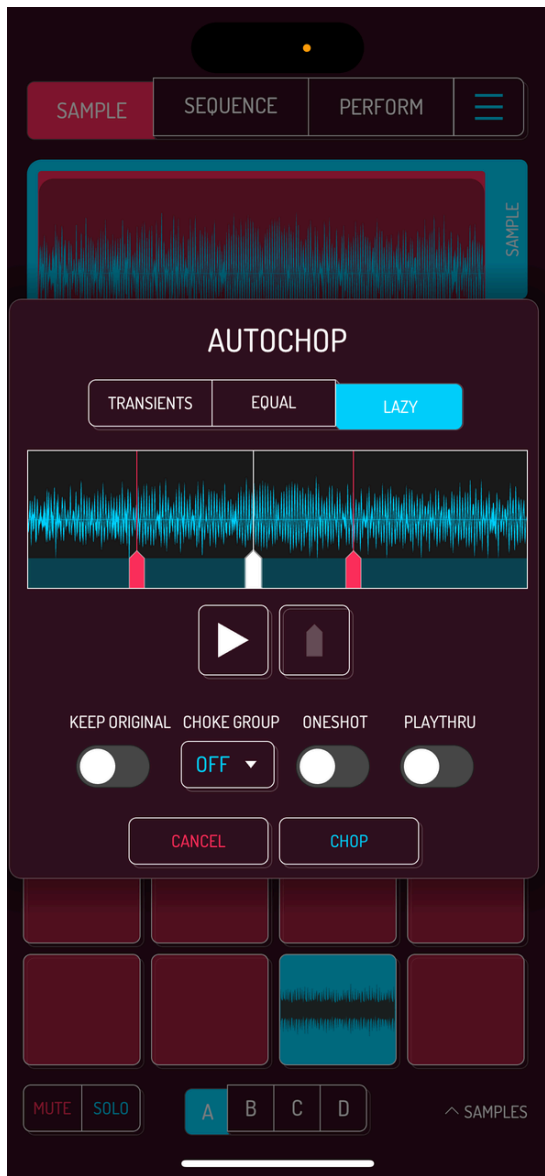 SAMPLE
SEQUENCE
PERFORM
SAMPLE
AUTOCHOP
TRANSIENTS
EQUAL
LAZY
KEEP ORIGINAL
CHOKE GROUP
ONESHOT
PLAYTHRU
OFF
CANCEL
CHOP
MUTE
SOLO
A
B
C
D
SAMPLES